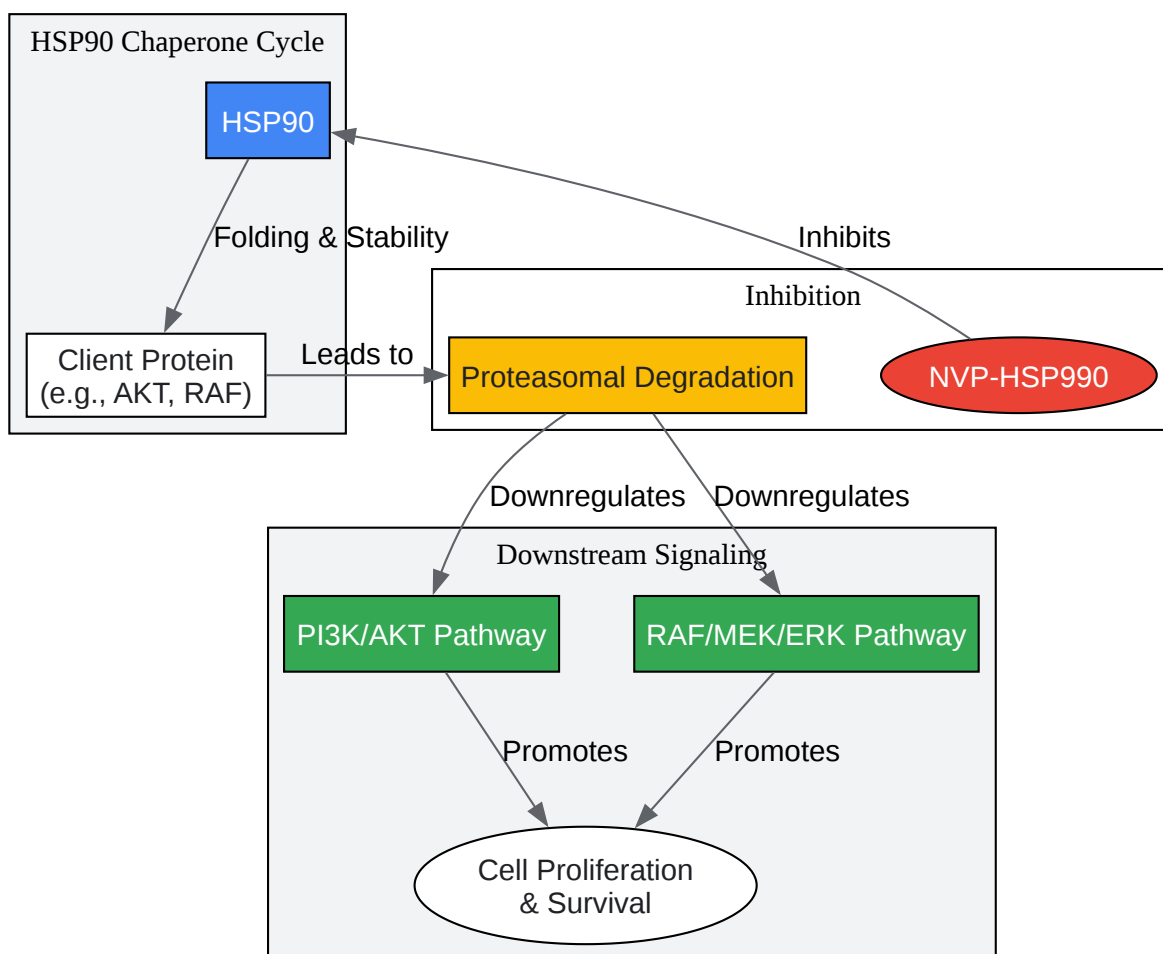 HSP90 Chaperone Cycle
HSP90
Folding & Stability
Inhibits
Inhibition
Client Protein
(e.g., AKT, RAF)
Leads to
Proteasomal Degradation
NVP-HSP990
Downregulates
Downregulates
Downstream Signaling
PI3K/AKT Pathway
RAF/MEK/ERK Pathway
Promotes
Promotes
Cell Proliferation
& Survival